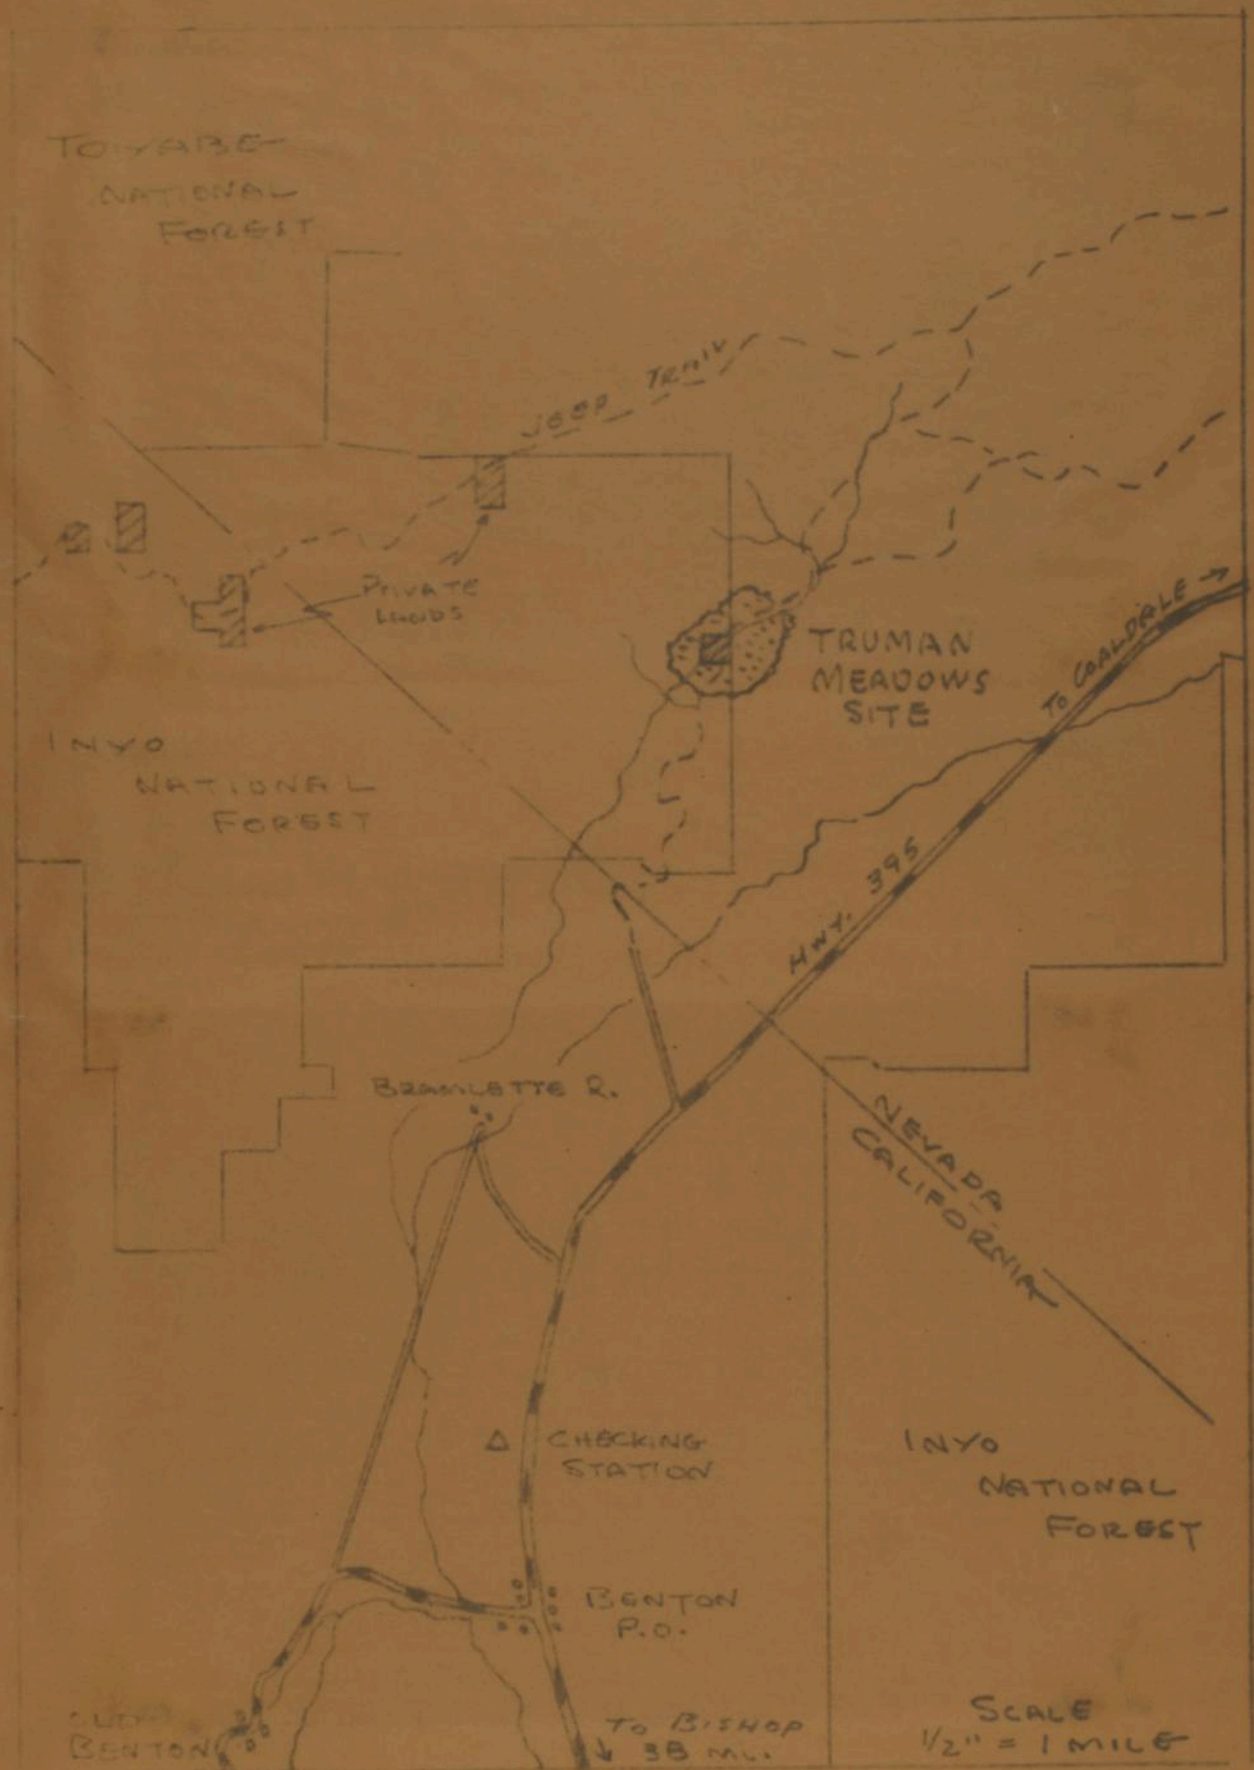 TOIYABE
NATIONAL
FOREST
JEEP TRAIL
PRIVATE
LANDS
TRUMAN
MEADOWS
SITE
TO COALDALE →
INYO
NATIONAL
FOREST
HWY. 395
BRAMLETTE R.
NEVADA
CALIFORNIA
CHECKING
STATION
INYO
NATIONAL
FOREST
BENTON
P.O.
BENTON
TO BISHOP
38 MI.
SCALE
1/2" = 1 MILE